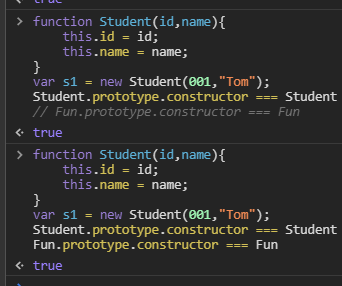 true
function Student(id,name){
    this.id = id;
    this.name = name;
}
var s1 = new Student(001,"Tom");
Student.prototype.constructor === Student
// Fun.prototype.constructor === Fun
true
function Student(id,name){
    this.id = id;
    this.name = name;
}
var s1 = new Student(001,"Tom");
Student.prototype.constructor === Student
Fun.prototype.constructor === Fun
true